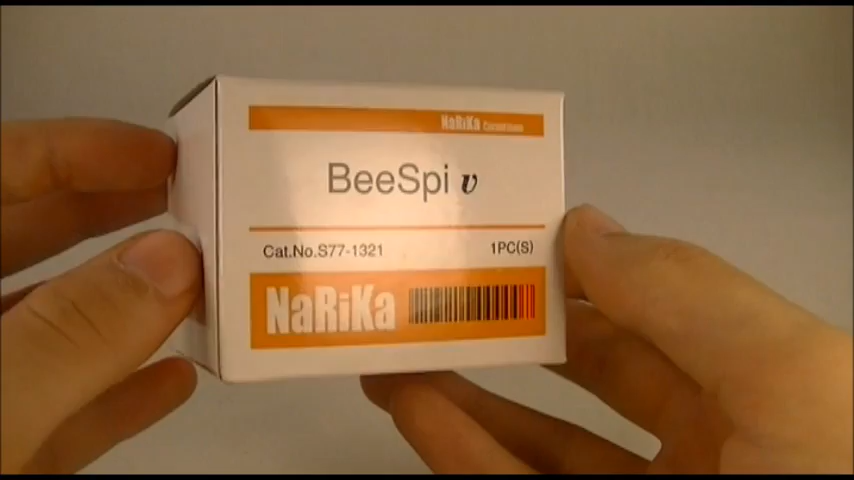 NaRiKa Corporation
BeeSpi v
Cat.No.S77-1321 1PC(S)
NaRiKa